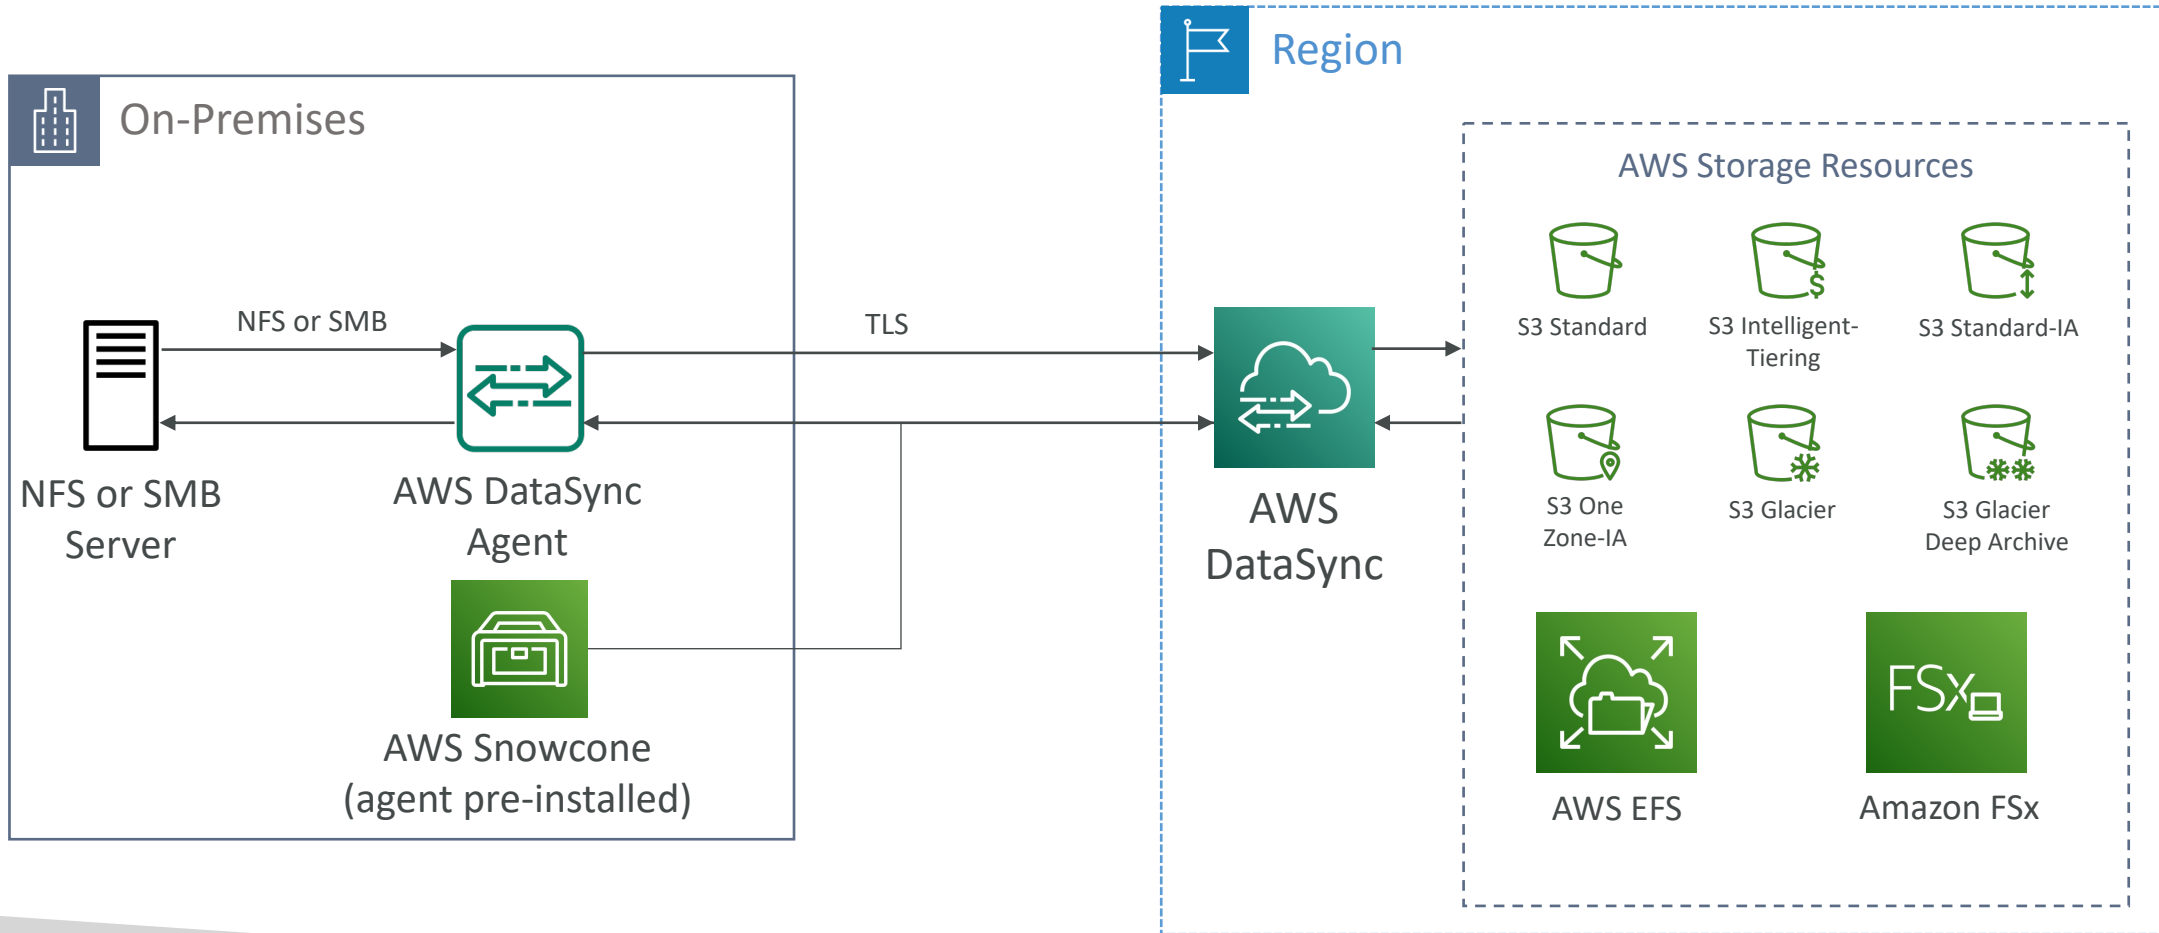 Region
On-Premises
AWS Storage Resources
NFS or SMB
TLS
S3 Standard
S3 Intelligent-
Tiering
S3 Standard-IA
NFS or SMB
Server
AWS DataSync
Agent
AWS
DataSync
S3 One
Zone-IA
S3 Glacier
S3 Glacier
Deep Archive
AWS Snowcone
(agent pre-installed)
FSx
AWS EFS
Amazon FSx